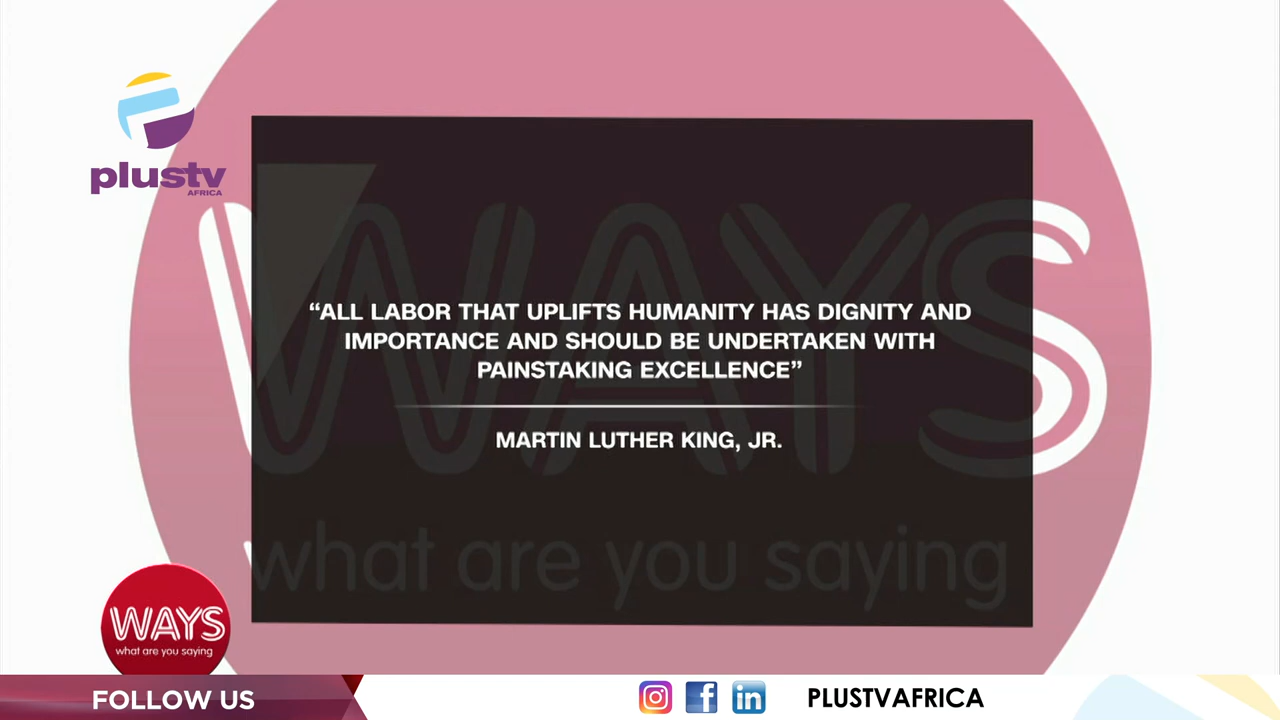 plustv
AFRICA
WAYS
what are you saying
“ALL LABOR THAT UPLIFTS HUMANITY HAS DIGNITY AND
IMPORTANCE AND SHOULD BE UNDERTAKEN WITH
PAINSTAKING EXCELLENCE”
MARTIN LUTHER KING, JR.
WAYS
what are you saying
FOLLOW US
PLUSTVAFRICA